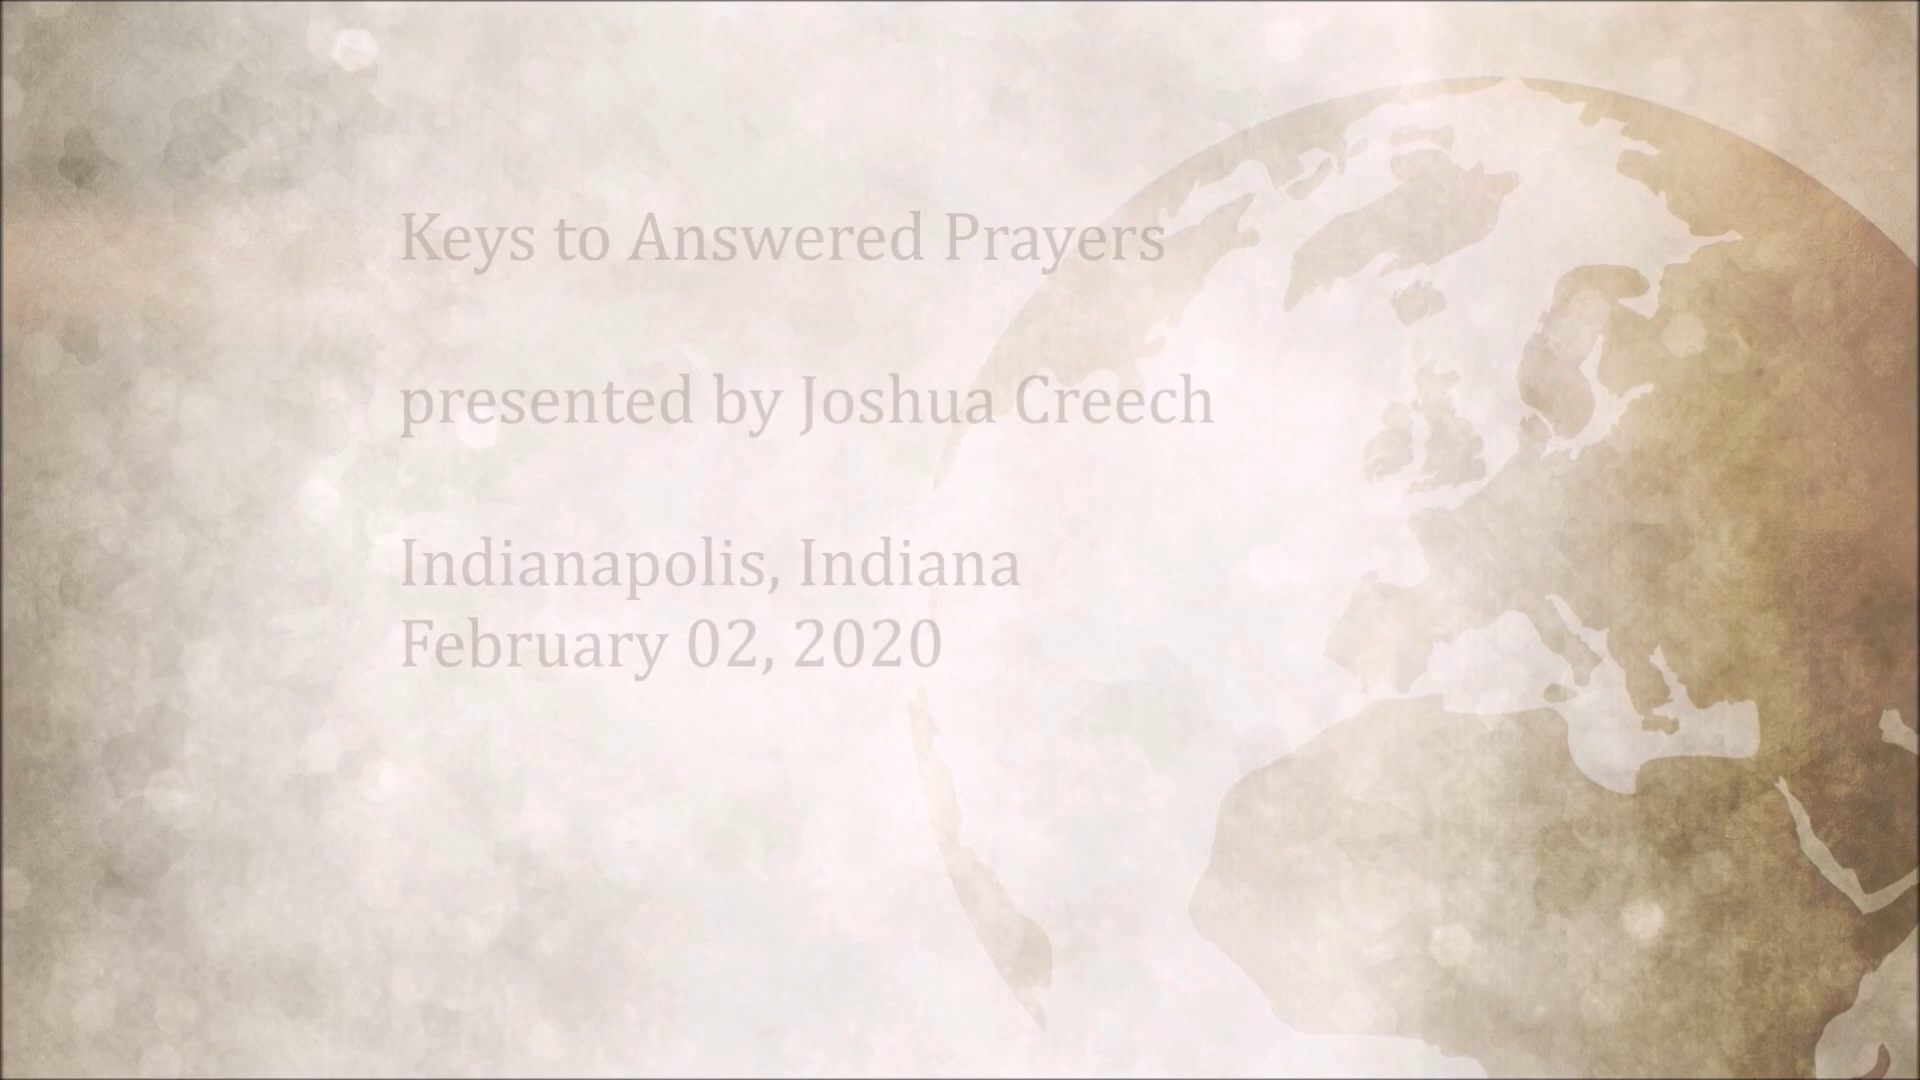 Keys to Answered Prayers
presented by Joshua Creech
Indianapolis, Indiana
February 02, 2020